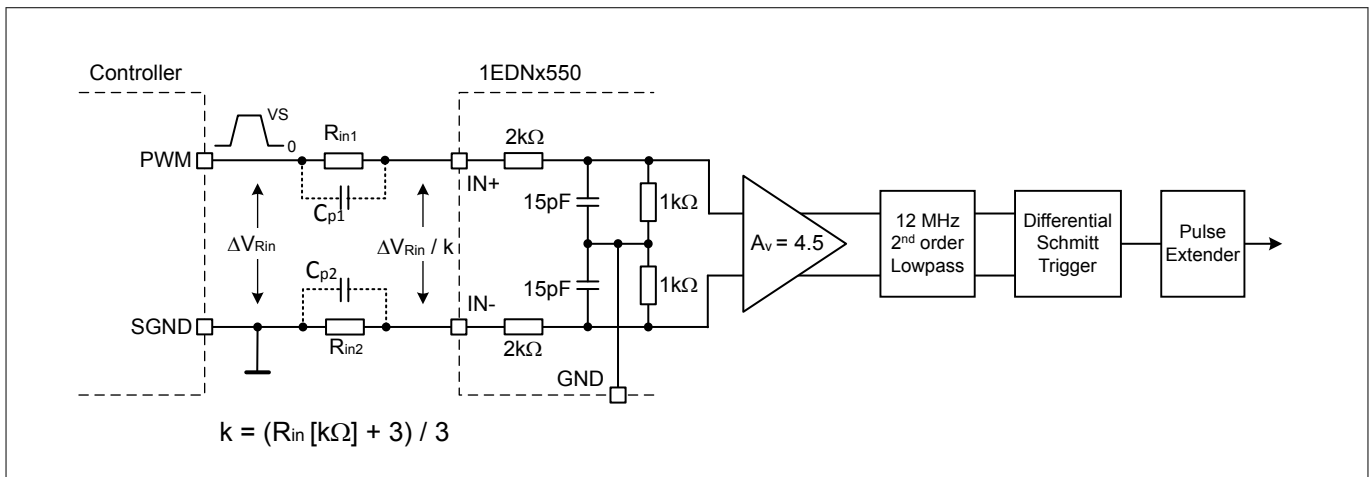 Controller
1EDNx550
VS
0
Rin1
2kΩ
PWM
IN+
Cp1
15pF
1kΩ
ΔVRin
ΔVRin / k
Av = 4.5
12 MHz
2nd order
Lowpass
Differential
Schmitt
Trigger
Pulse
Extender
Cp2
15pF
1kΩ
SGND
IN-
Rin2
2kΩ
GND
k = (Rin [kΩ] + 3) / 3